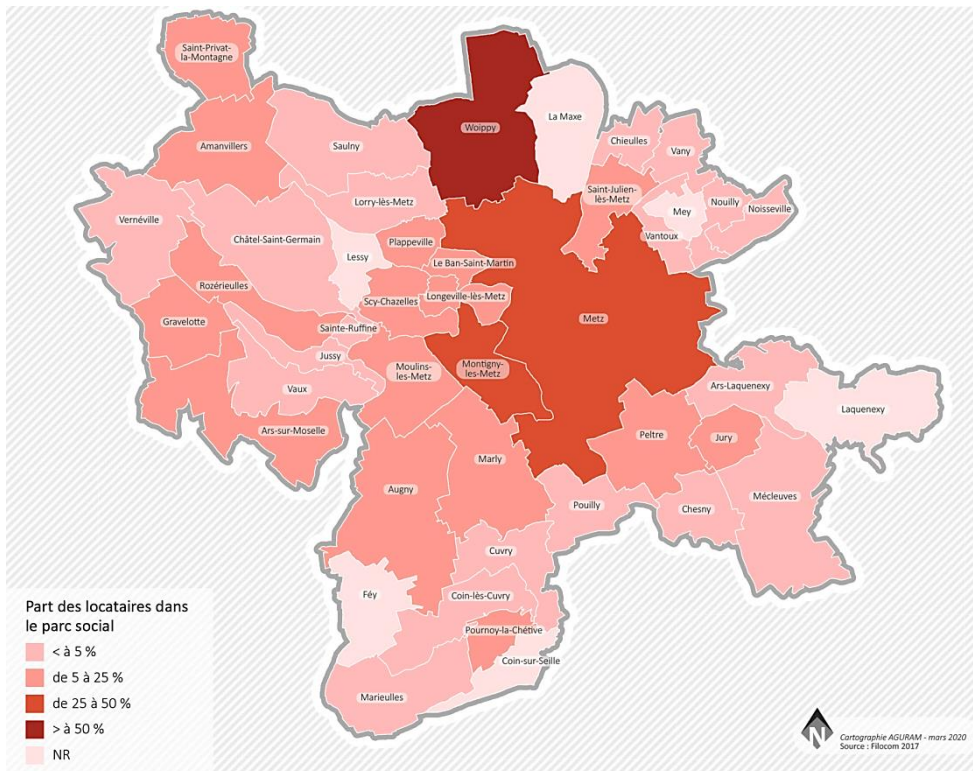 Saint-Privat-
la-Montagne
Woippy
La Maxe
Amanvillers
Saulny
Chieulles
Vany
Lorry-lès-Metz
Saint-Julien-
lès-Metz
Mey
Nouilly
Noisseville
Vernéville
Châtel-Saint-Germain
Plappeville
Vantoux
Lessy
Le Ban-Saint-Martin
Rozérieulles
Scy-Chazelles
Longeville-lès-Metz
Gravelotte
Sainte-Ruffine
Metz
Jussy
Moulins-
les-Metz
Montigny-
les-Metz
Vaux
Ars-Laquenexy
Laquenexy
Ars-sur-Moselle
Peltre
Jury
Marly
Augny
Mécleuves
Pouilly
Chesny
Cuvry
Féy
Coin-lès-Cuvry
Pournoy-la-Chétive
Coin-sur-Seille
Marieulles
Part des locataires dans
le parc social
< à 5 %
de 5 à 25 %
de 25 à 50 %
> à 50 %
NR
N
Cartographie AGURAM - mars 2020
Source : Filocom 2017